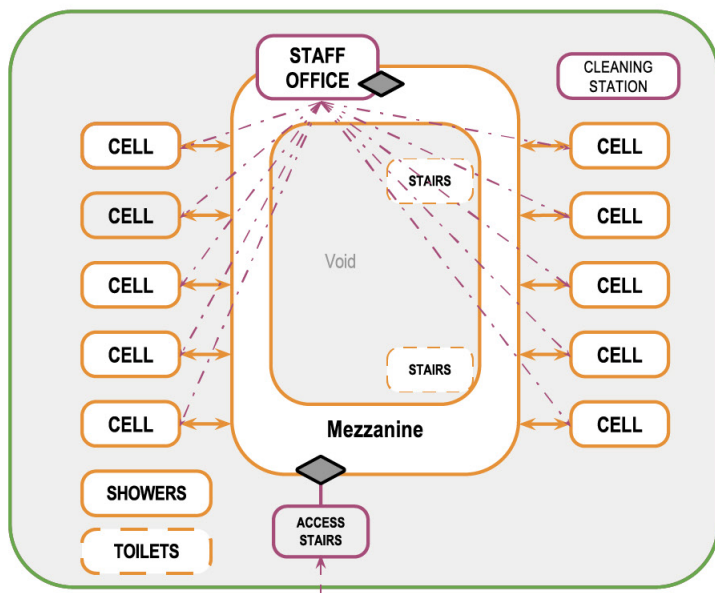 STAFF
OFFICE
CLEANING
STATION
CELL
CELL
STAIRS
CELL
CELL
Void
CELL
CELL
CELL
STAIRS
CELL
CELL
Mezzanine
CELL
SHOWERS
ACCESS
STAIRS
TOILETS